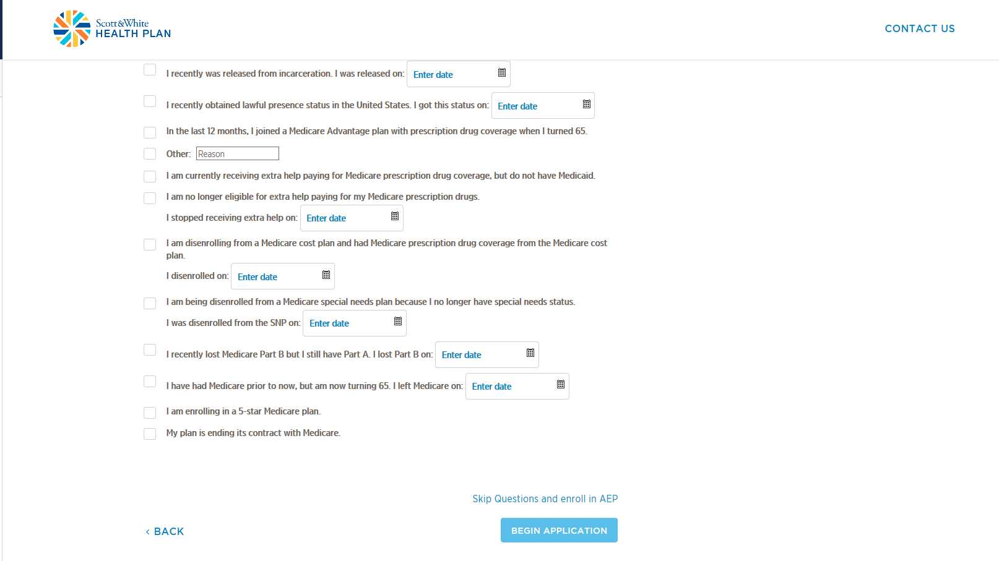 Scott&White
HEALTH PLAN
CONTACT US
I recently was released from incarceration. I was released on: Enter date
I recently obtained lawful presence status in the United States. I got this status on: Enter date
In the last 12 months, I joined a Medicare Advantage plan with prescription drug coverage when I turned 65.
Other: Reason
I am currently receiving extra help paying for Medicare prescription drug coverage, but do not have Medicaid.
I am no longer eligible for extra help paying for my Medicare prescription drugs.
I stopped receiving extra help on: Enter date
I am disenrolling from a Medicare cost plan and had Medicare prescription drug coverage from the Medicare cost
plan.
I disenrolled on: Enter date
I am being disenrolled from a Medicare special needs plan because I no longer have special needs status.
I was disenrolled from the SNP on: Enter date
I recently lost Medicare Part B but I still have Part A. I lost Part B on: Enter date
I have had Medicare prior to now, but am now turning 65. I left Medicare on: Enter date
I am enrolling in a 5-star Medicare plan.
My plan is ending its contract with Medicare.
Skip Questions and enroll in AEP
< BACK
BEGIN APPLICATION